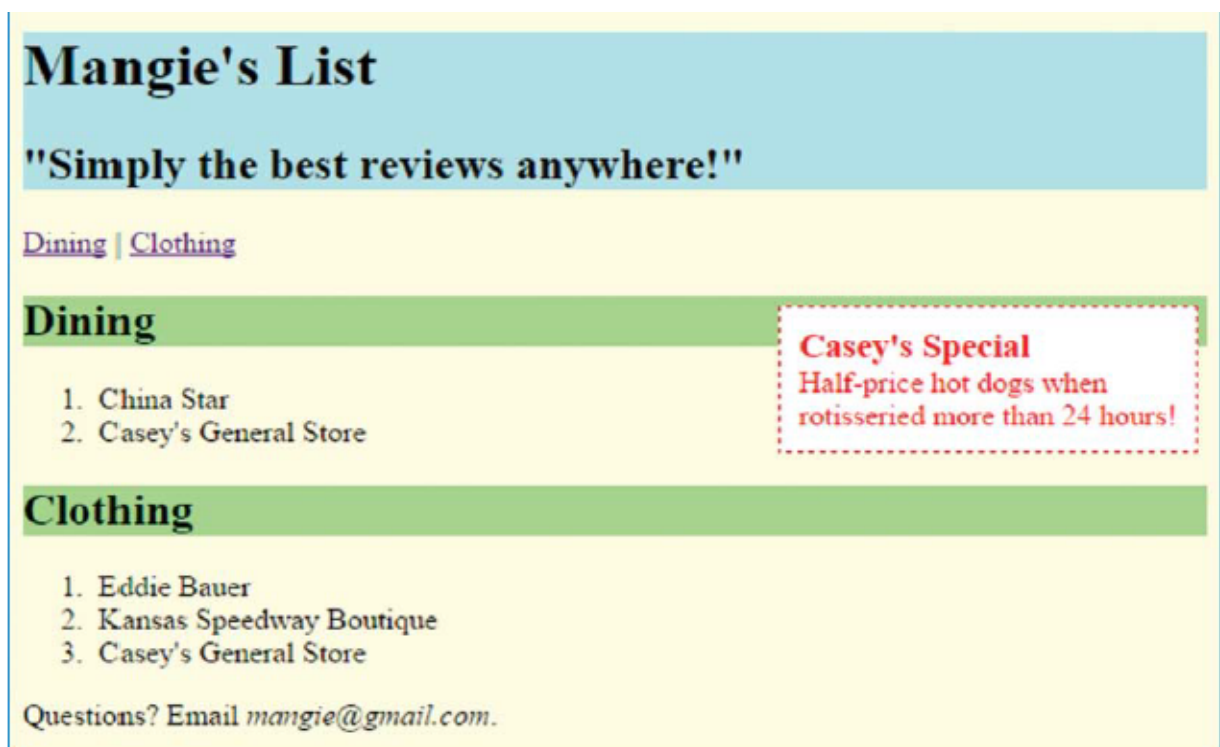 Mangie's List
"Simply the best reviews anywhere!"
Dining | Clothing
Dining
1. China Star
2. Casey's General Store
Casey's Special
Half-price hot dogs when
rotisseried more than 24 hours!
Clothing
1. Eddie Bauer
2. Kansas Speedway Boutique
3. Casey's General Store
Questions? Email mangie@gmail.com.